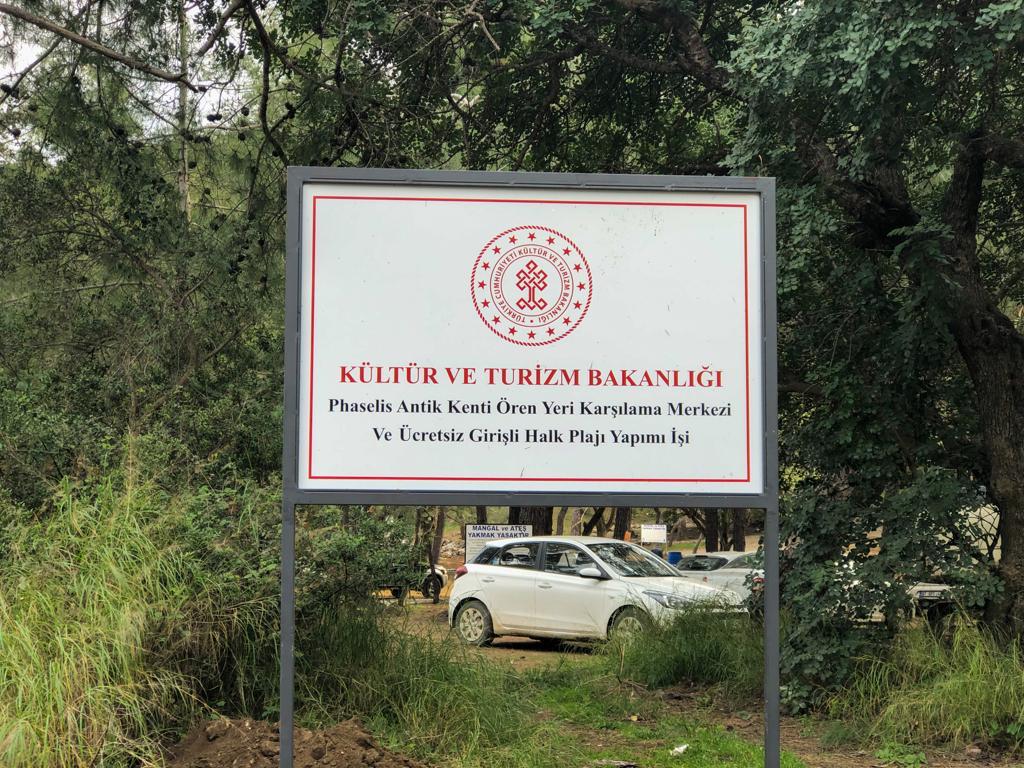 TÜRKİYE CUMHURİYETİ KÜLTÜR VE TURİZM BAKANLIĞI
KÜLTÜR VE TURİZM BAKANLIĞI
Phaselis Antik Kenti Ören Yeri Karşılama Merkezi
Ve Ücretsiz Girişli Halk Plajı Yapımı İşi
MANGAL ve ATEŞ
YAKMAK YASAKTIR